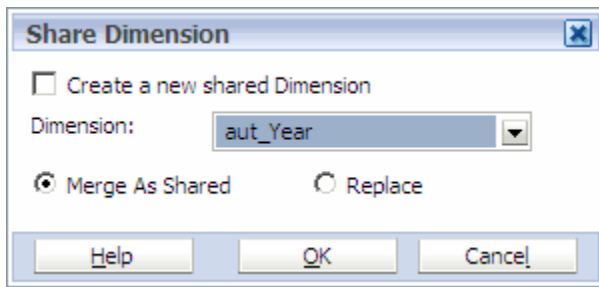 Share Dimension
Create a new shared Dimension
Dimension: aut_Year
Merge As Shared Replace
Help OK Cancel